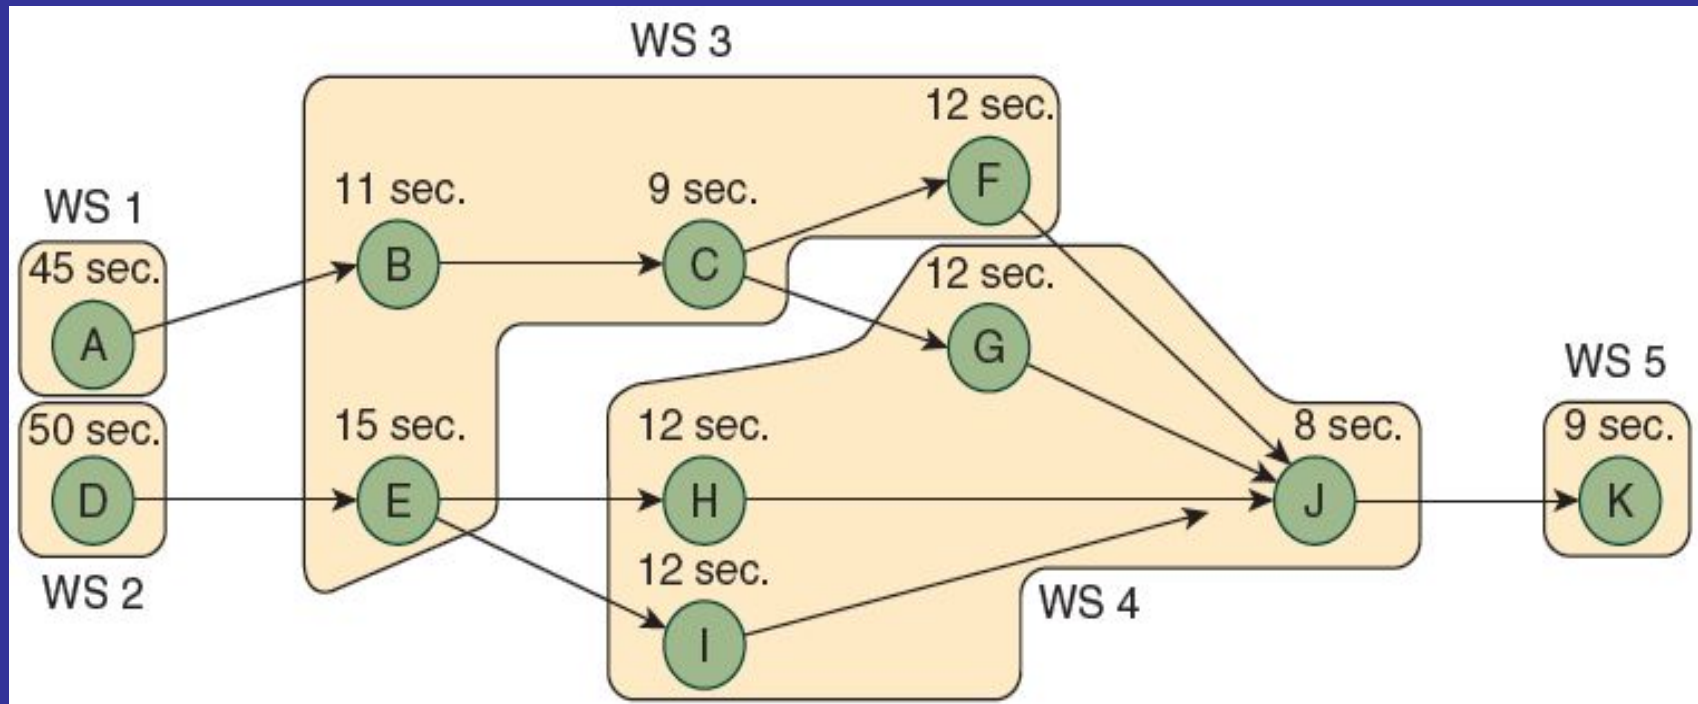 WS 3
12 sec.
F
11 sec.
9 sec.
B
C
WS 1
45 sec.
A
12 sec.
G
WS 5
50 sec.
D
WS 2
15 sec.
E
12 sec.
H
8 sec.
J
9 sec.
K
12 sec.
I
WS 4